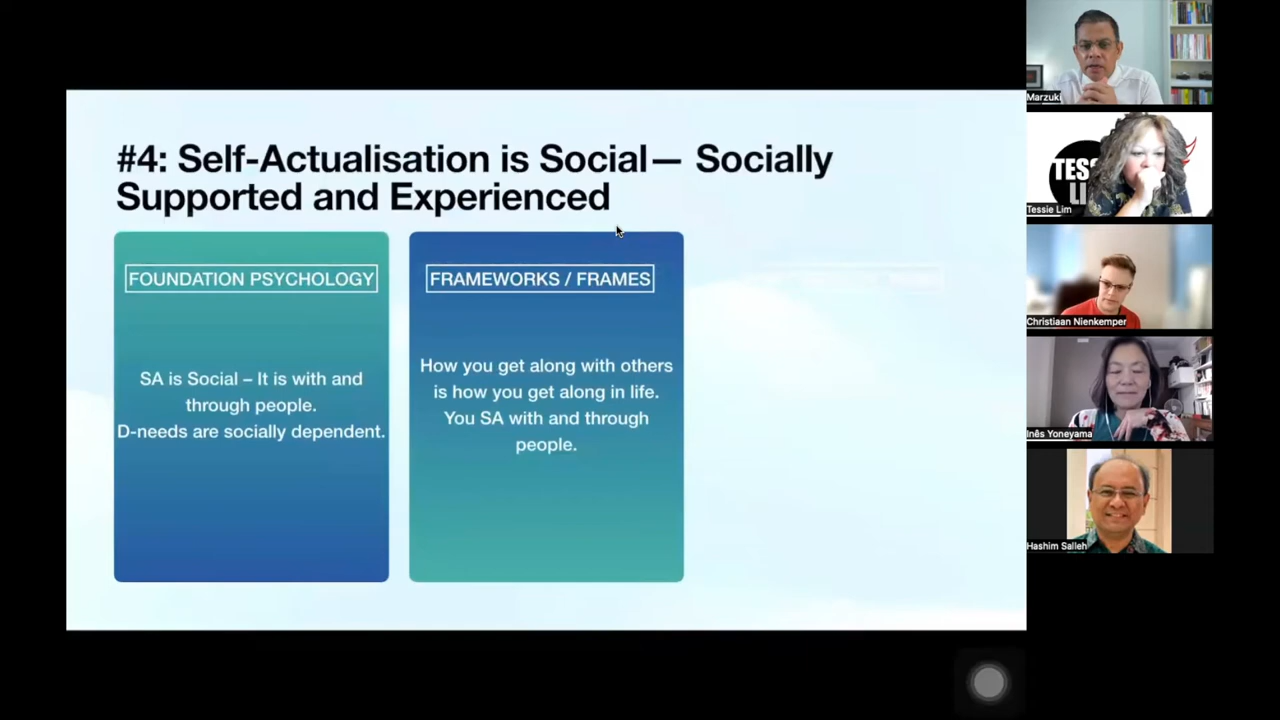 #4: Self-Actualisation is Social— Socially
Supported and Experienced
FOUNDATION PSYCHOLOGY
SA is Social – It is with and
through people.
D-needs are socially dependent.
FRAMEWORKS / FRAMES
How you get along with others
is how you get along in life.
You SA with and through
people.
Marzuki
TES
LI
Tessie Lim
Christiaan Nienkemper
Inês Yoneyama
Hashim Salleh